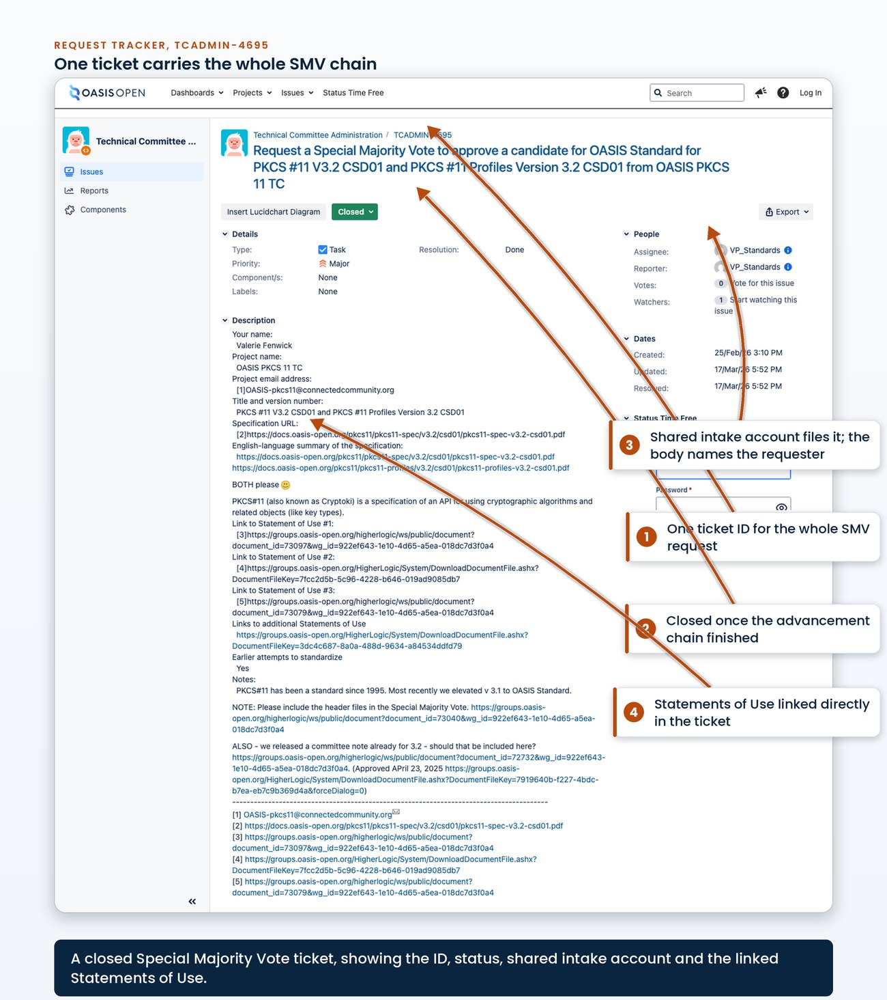 REQUEST TRACKER, TCADMIN-4695
One ticket carries the whole SMV chain
OASIS OPEN
Dashboards
Projects
Issues
Status Time Free
Search
Log In
Technical Committee ...
Issues
Reports
Components
Technical Committee Administration / TCADMIN-4695
Request a Special Majority Vote to approve a candidate for OASIS Standard for
PKCS #11 V3.2 CSD01 and PKCS #11 Profiles Version 3.2 CSD01 from OASIS PKCS
11 TC
Insert Lucidchart Diagram
Closed
Export
Details
Type: Task
Resolution: Done
Priority: Major
Component/s: None
Labels: None
People
Assignee: VP_Standards
Reporter: VP_Standards
Votes: 0 Vote for this issue
Watchers: 1 Start watching this
issue
Dates
Created: 25/Feb/26 3:10 PM
Updated: 17/Mar/26 5:52 PM
Resolved: 17/Mar/26 5:52 PM
Status Time Free
Password *
Description
Your name:
Valerie Fenwick
Project name:
OASIS PKCS 11 TC
Project email address:
[1]OASIS-pkcs11@connectedcommunity.org
Title and version number:
PKCS #11 V3.2 CSD01 and PKCS #11 Profiles Version 3.2 CSD01
Specification URL:
[2]https://docs.oasis-open.org/pkcs11/pkcs11-spec/v3.2/csd01/pkcs11-spec-v3.2-csd01.pdf
English-language summary of the specification:
https://docs.oasis-open.org/pkcs11/pkcs11-spec/v3.2/csd01/pkcs11-spec-v3.2-csd01.pdf
https://docs.oasis-open.org/pkcs11/pkcs11-profiles/v3.2/csd01/pkcs11-profiles-v3.2-csd01.pdf
BOTH please
PKCS#11 (also known as Cryptoki) is a specification of an API for using cryptographic algorithms and
related objects (like key types).
Link to Statement of Use #1:
[3]https://groups.oasis-open.org/higherlogic/ws/public/document?
document_id=73097&wg_id=922ef643-1e10-4d65-a5ea-018dc7d3f0a4
Link to Statement of Use #2:
[4]https://groups.oasis-open.org/HigherLogic/System/DownloadDocumentFile.ashx?
DocumentFileKey=7fcc2d5b-5c96-4228-b646-019ad9085db7
Link to Statement of Use #3:
[5]https://groups.oasis-open.org/higherlogic/ws/public/document?
document_id=73079&wg_id=922ef643-1e10-4d65-a5ea-018dc7d3f0a4
Links to additional Statements of Use
https://groups.oasis-open.org/HigherLogic/System/DownloadDocumentFile.ashx?
DocumentFileKey=3dc4c687-8a0a-488d-9634-a84534ddfd79
Earlier attempts to standardize
Yes
Notes:
PKCS#11 has been a standard since 1995. Most recently we elevated v 3.1 to OASIS Standard.
NOTE: Please include the header files in the Special Majority Vote. https://groups.oasis-
open.org/higherlogic/ws/public/document?document_id=73040&wg_id=922ef643-1e10-4d65-a5ea-
018dc7d3f0a4
ALSO - we released a committee note already for 3.2 - should that be included here?
https://groups.oasis-open.org/higherlogic/ws/public/document?document_id=72732&wg_id=922ef643-
1e10-4d65-a5ea-018dc7d3f0a4. (Approved APril 23, 2025 https://groups.oasis-
open.org/HigherLogic/System/DownloadDocumentFile.ashx?DocumentFileKey=7919640b-f227-4bdc-
b7ea-eb7c9b369d4a&forceDialog=0)
----------------------------------------------------------------------------------------
[1] OASIS-pkcs11@connectedcommunity.org
[2] https://docs.oasis-open.org/pkcs11/pkcs11-spec/v3.2/csd01/pkcs11-spec-v3.2-csd01.pdf
[3] https://groups.oasis-open.org/higherlogic/ws/public/document?
document_id=73097&wg_id=922ef643-1e10-4d65-a5ea-018dc7d3f0a4
[4] https://groups.oasis-open.org/HigherLogic/System/DownloadDocumentFile.ashx?
DocumentFileKey=7fcc2d5b-5c96-4228-b646-019ad9085db7
[5] https://groups.oasis-open.org/higherlogic/ws/public/document?
document_id=73079&wg_id=922ef643-1e10-4d65-a5ea-018dc7d3f0a4
3 Shared intake account files it; the
body names the requester
1 One ticket ID for the whole SMV
request
2 Closed once the advancement
chain finished
4 Statements of Use linked directly
in the ticket
A closed Special Majority Vote ticket, showing the ID, status, shared intake account and the linked
Statements of Use.